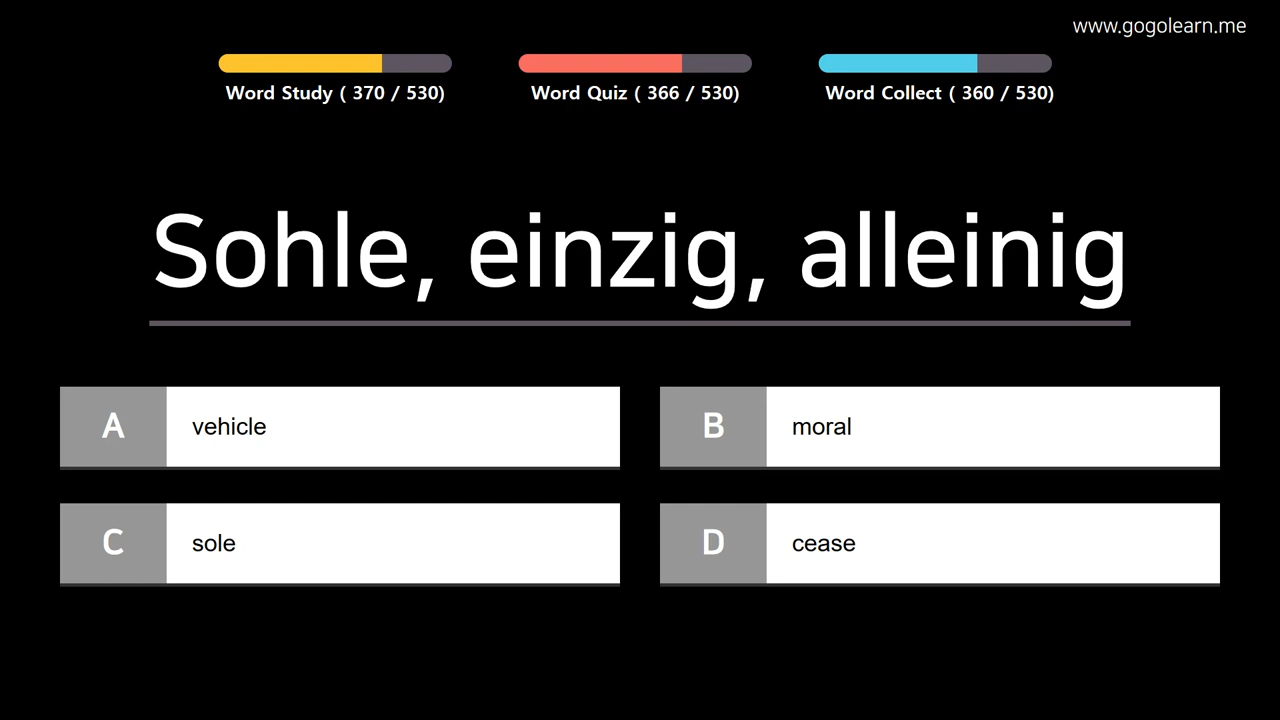 www.gogolearn.me
Word Study ( 370 / 530)
Word Quiz ( 366 / 530)
Word Collect ( 360 / 530)
Sohle, einzig, alleinig
A vehicle
B moral
C sole
D cease